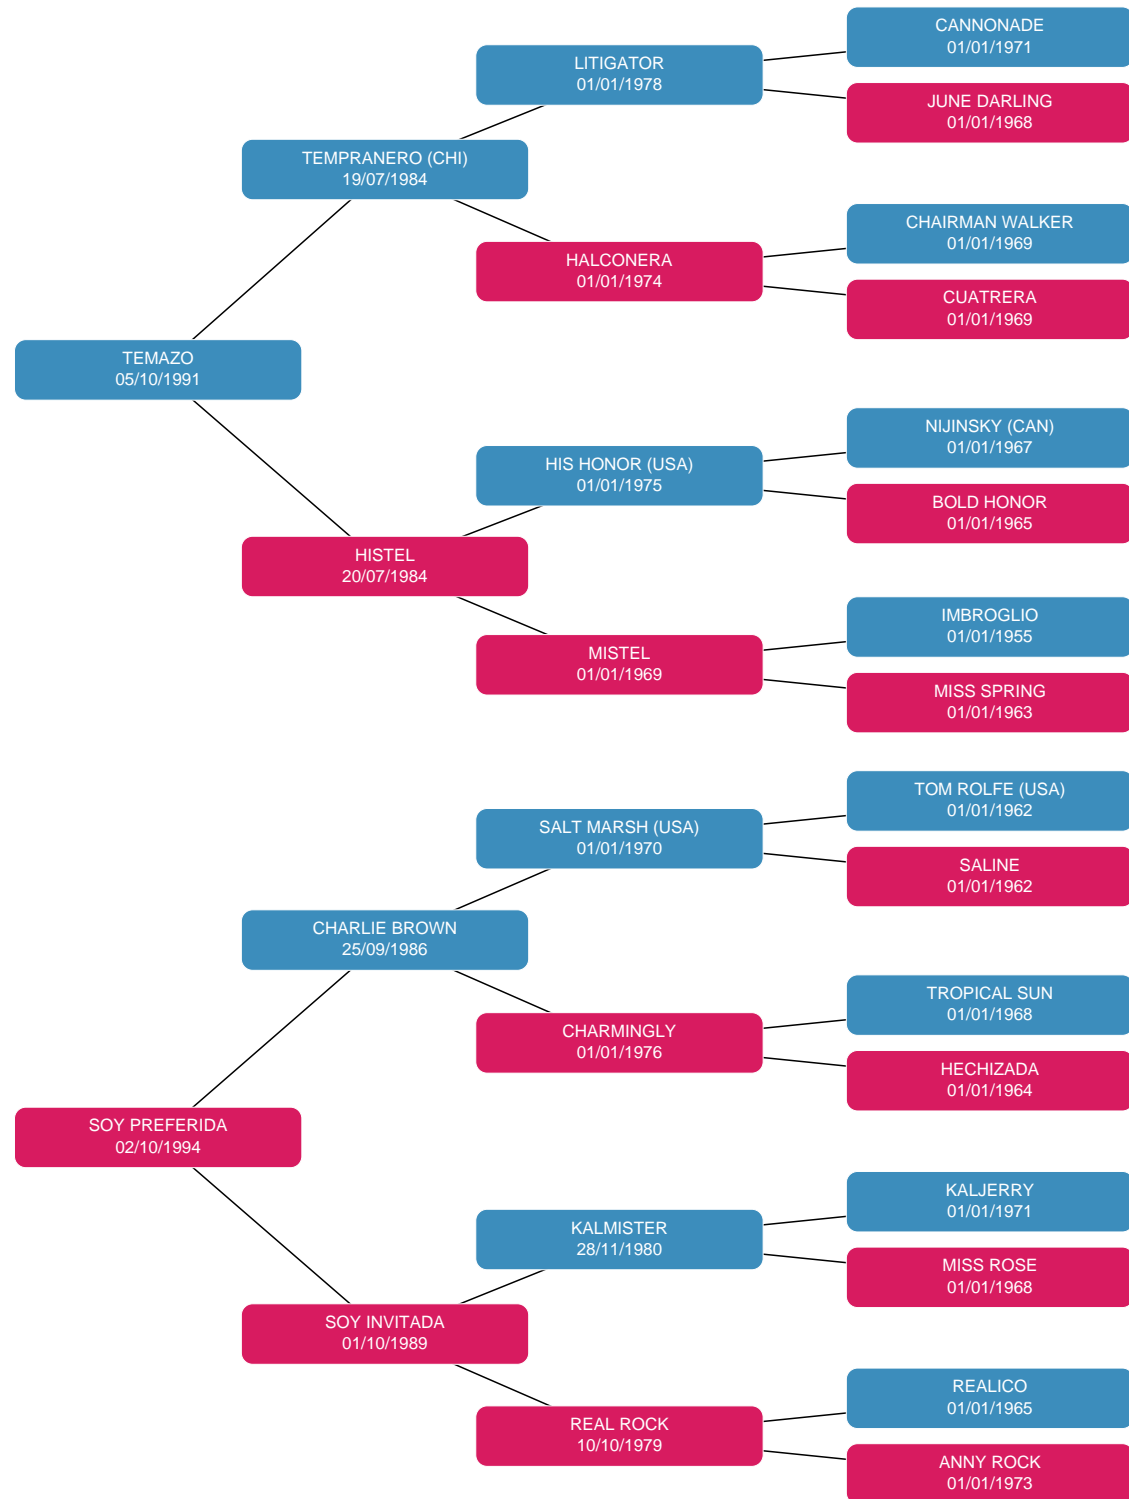 CANNONADE
01/01/1971
LITIGATOR
01/01/1978
JUNE DARLING
01/01/1968
TEMPRANERO (CHI)
19/07/1984
CHAIRMAN WALKER
01/01/1969
HALCONERA
01/01/1974
CUATRERA
01/01/1969
TEMAZO
05/10/1991
NIJINSKY (CAN)
01/01/1967
HIS HONOR (USA)
01/01/1975
BOLD HONOR
01/01/1965
HISTEL
20/07/1984
IMBROGLIO
01/01/1955
MISTEL
01/01/1969
MISS SPRING
01/01/1963
TOM ROLFE (USA)
01/01/1962
SALT MARSH (USA)
01/01/1970
SALINE
01/01/1962
CHARLIE BROWN
25/09/1986
TROPICAL SUN
01/01/1968
CHARMINGLY
01/01/1976
HECHIZADA
01/01/1964
SOY PREFERIDA
02/10/1994
KALJERRY
01/01/1971
KALMISTER
28/11/1980
MISS ROSE
01/01/1968
SOY INVITADA
01/10/1989
REALICO
01/01/1965
REAL ROCK
10/10/1979
ANNY ROCK
01/01/1973